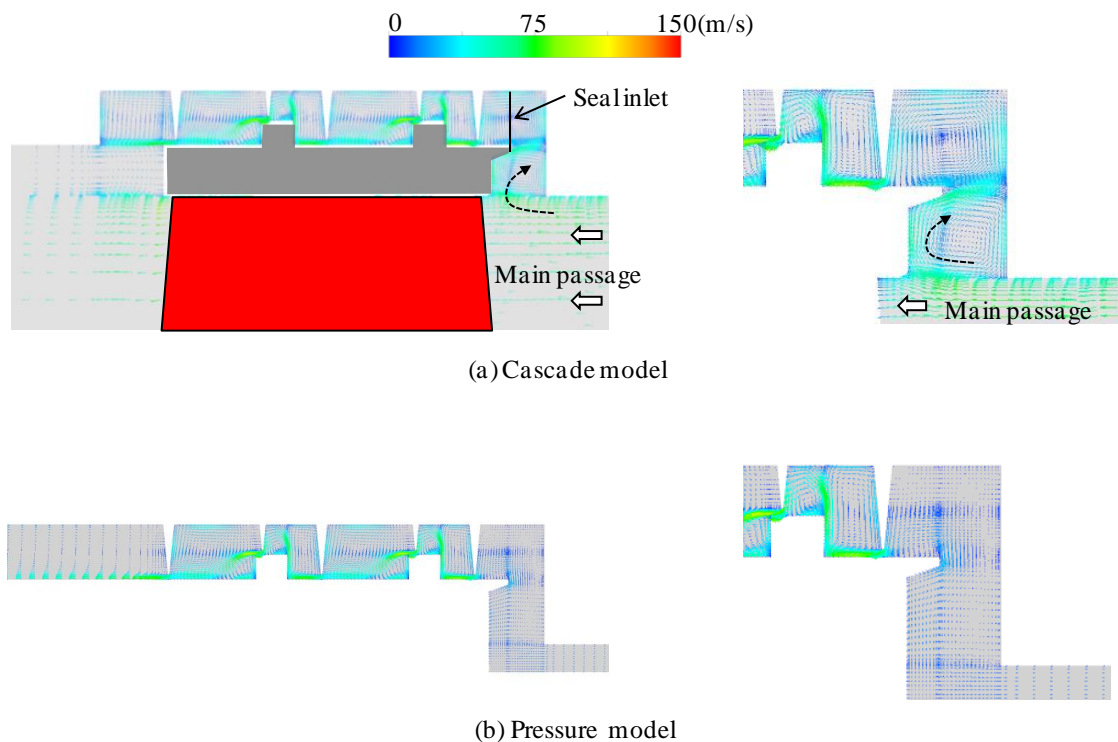 0 75 150(m/s)
Seal inlet
Main passage
Main passage
(a) Cascade model
(b) Pressure model